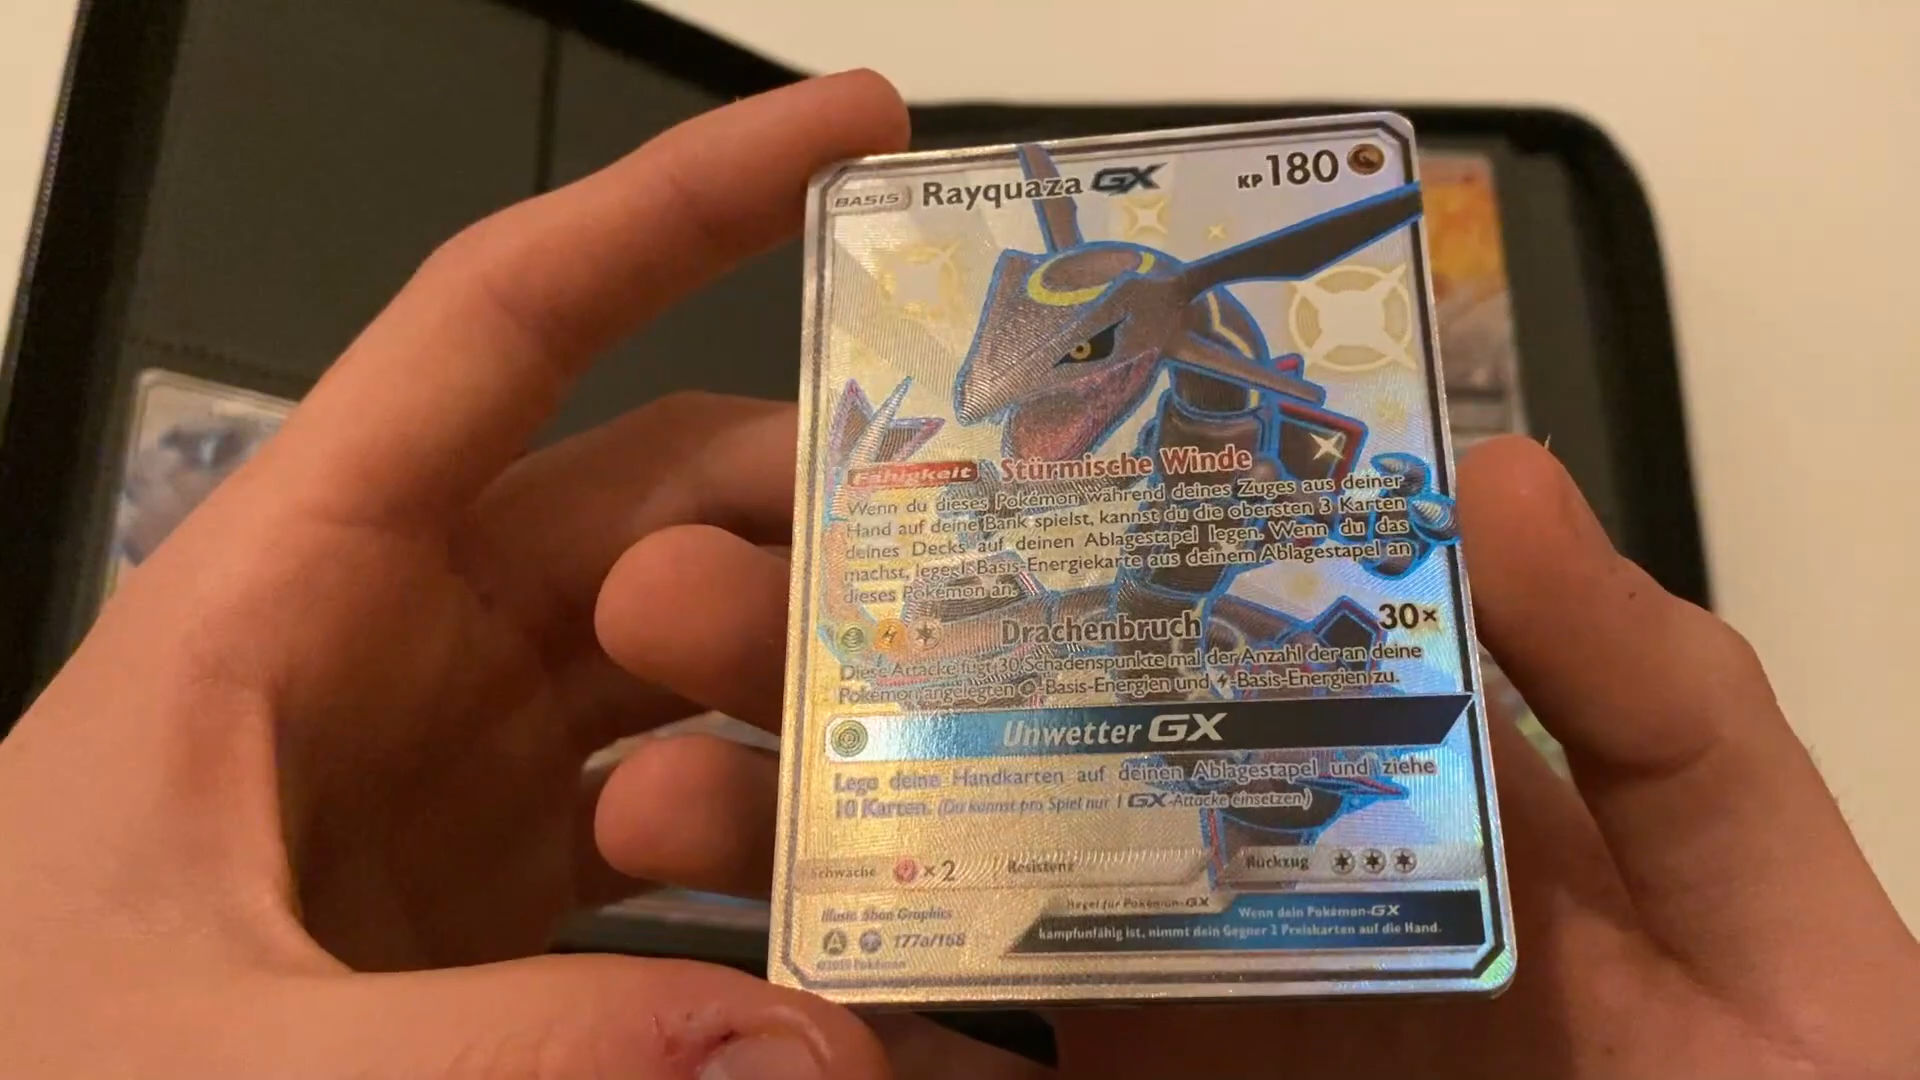 BASIS Rayquaza GX KP 180
Fähigkeit Stürmische Winde
Wenn du dieses Pokémon während deines Zuges aus deiner
Hand auf deine Bank spielst, kannst du die obersten 3 Karten
deines Decks auf deinen Ablagestapel legen. Wenn du das
machst, lege 1 Basis-Energiekarte aus deinem Ablagestapel an
dieses Pokémon an.
Drachenbruch 30×
Diese Attacke fügt 30 Schadenspunkte mal der Anzahl der an deine
Pokémon angelegten -Basis-Energien und -Basis-Energien zu.
Unwetter GX
Lege deine Handkarten auf deinen Ablagestapel und ziehe
10 Karten. (Du kannst pro Spiel nur 1 GX-Attacke einsetzen.)
Schwäche ×2 Resistenz Rückzug
Illus. 5ban Graphics
Regel für Pokémon-GX Wenn dein Pokémon-GX
kampfunfähig ist, nimmt dein Gegner 2 Preiskarten auf die Hand.
A 177a/168
©2019 Pokémon